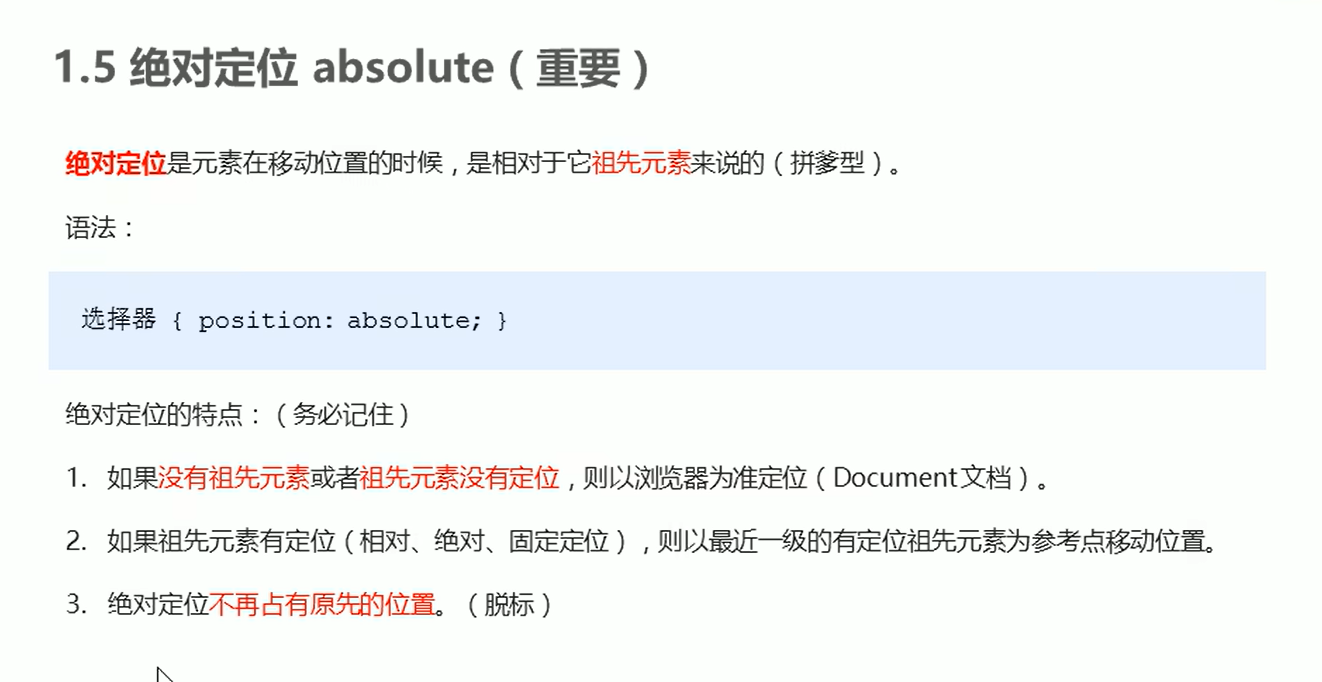 1.5 绝对定位 absolute（重要）
绝对定位是元素在移动位置的时候，是相对于它祖先元素来说的（拼爹型）。
语法：
选择器 { position: absolute; }
绝对定位的特点：（务必记住）
1. 如果没有祖先元素或者祖先元素没有定位，则以浏览器为准定位（Document文档）。
2. 如果祖先元素有定位（相对、绝对、固定定位），则以最近一级的有定位祖先元素为参考点移动位置。
3. 绝对定位不再占有原先的位置。（脱标）